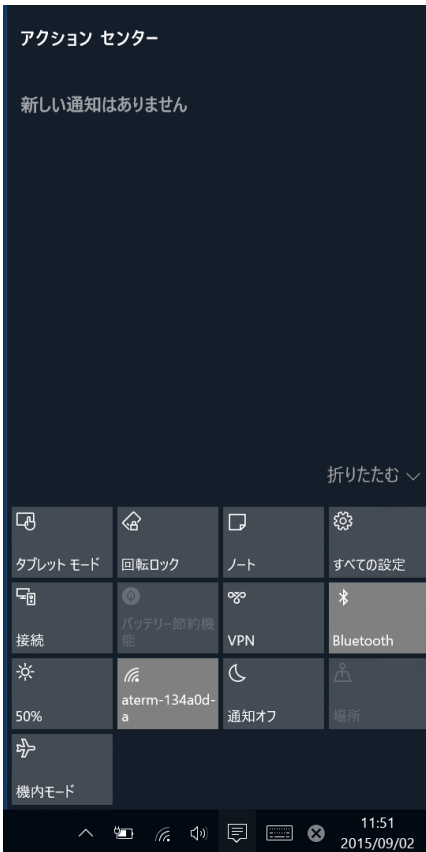 アクション センター
新しい通知はありません
折りたたむ
タブレット モード
回転ロック
ノート
すべての設定
接続
バッテリー節約機
能
VPN
Bluetooth
50%
aterm-134a0d-
a
通知オフ
場所
機内モード
11:51
2015/09/02